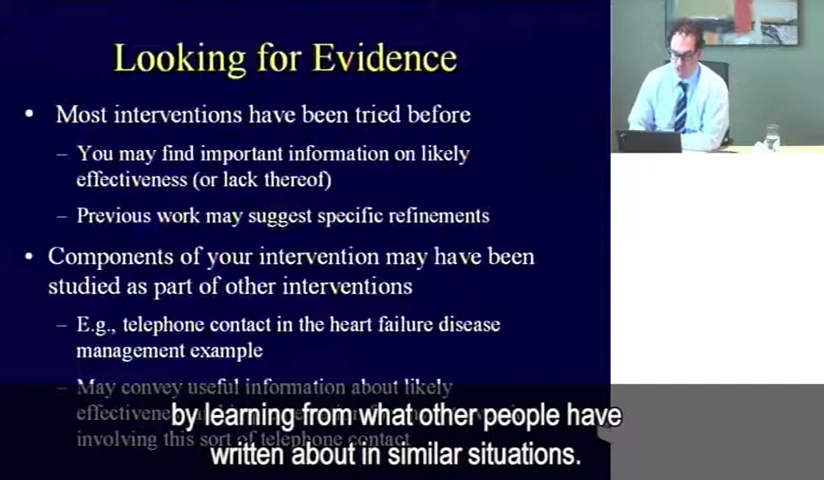 Looking for Evidence
• Most interventions have been tried before
– You may find important information on likely
effectiveness (or lack thereof)
– Previous work may suggest specific refinements
• Components of your intervention may have been
studied as part of other interventions
– E.g., telephone contact in the heart failure disease
management example
– May convey useful information about likely
involving this sort of telephone contact
by learning from what other people have
written about in similar situations.